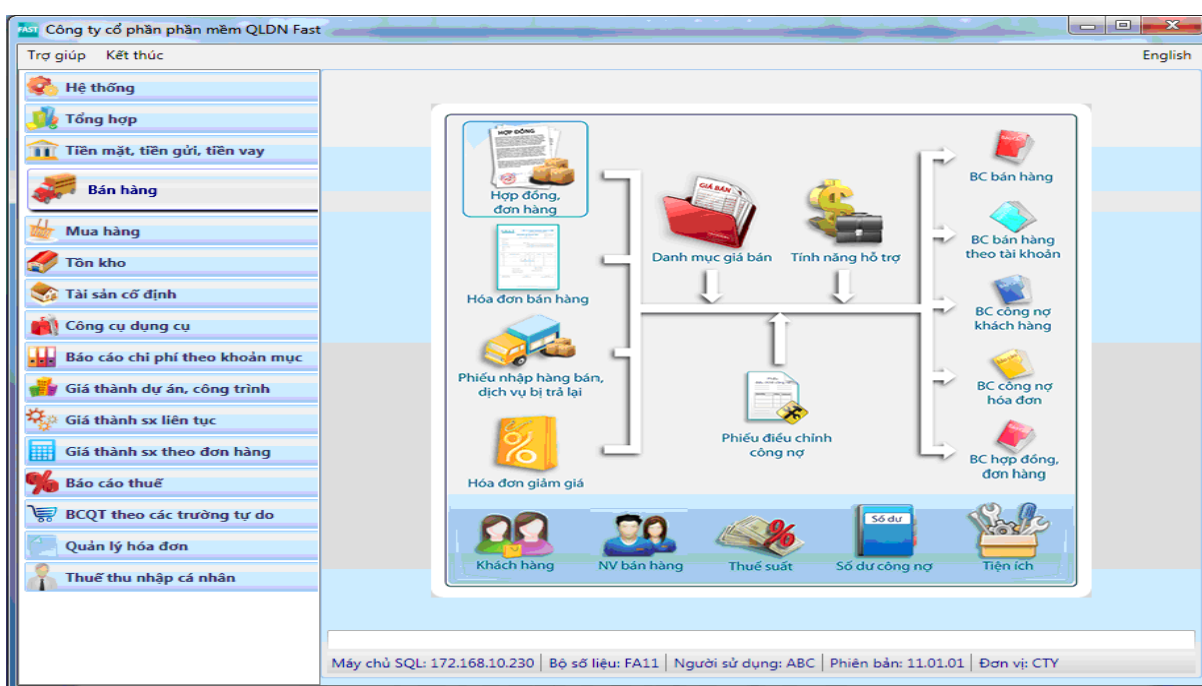 FAST Công ty cổ phần phần mềm QLDN Fast
Trợ giúp Kết thúc English
Hệ thống
Tổng hợp
Tiền mặt, tiền gửi, tiền vay
Bán hàng
Mua hàng
Tồn kho
Tài sản cố định
Công cụ dụng cụ
Báo cáo chi phí theo khoản mục
Giá thành dự án, công trình
Giá thành sx liên tục
Giá thành sx theo đơn hàng
Báo cáo thuế
BCQT theo các trường tự do
Quản lý hóa đơn
Thuế thu nhập cá nhân
HỢP ĐỒNG
Hợp đồng,
đơn hàng
Hóa đơn bán hàng
Phiếu nhập hàng bán,
dịch vụ bị trả lại
Hóa đơn giảm giá
GIÁ BÁN
Danh mục giá bán
Tính năng hỗ trợ
Phiếu điều chỉnh
công nợ
BC bán hàng
BC bán hàng
theo tài khoản
BC công nợ
khách hàng
BC công nợ
hóa đơn
BC hợp đồng,
đơn hàng
Khách hàng
NV bán hàng
Thuế suất
Số dư
Số dư công nợ
Tiện ích
Máy chủ SQL: 172.168.10.230 Bộ số liệu: FA11 Người sử dụng: ABC Phiên bản: 11.01.01 Đơn vị: CTY